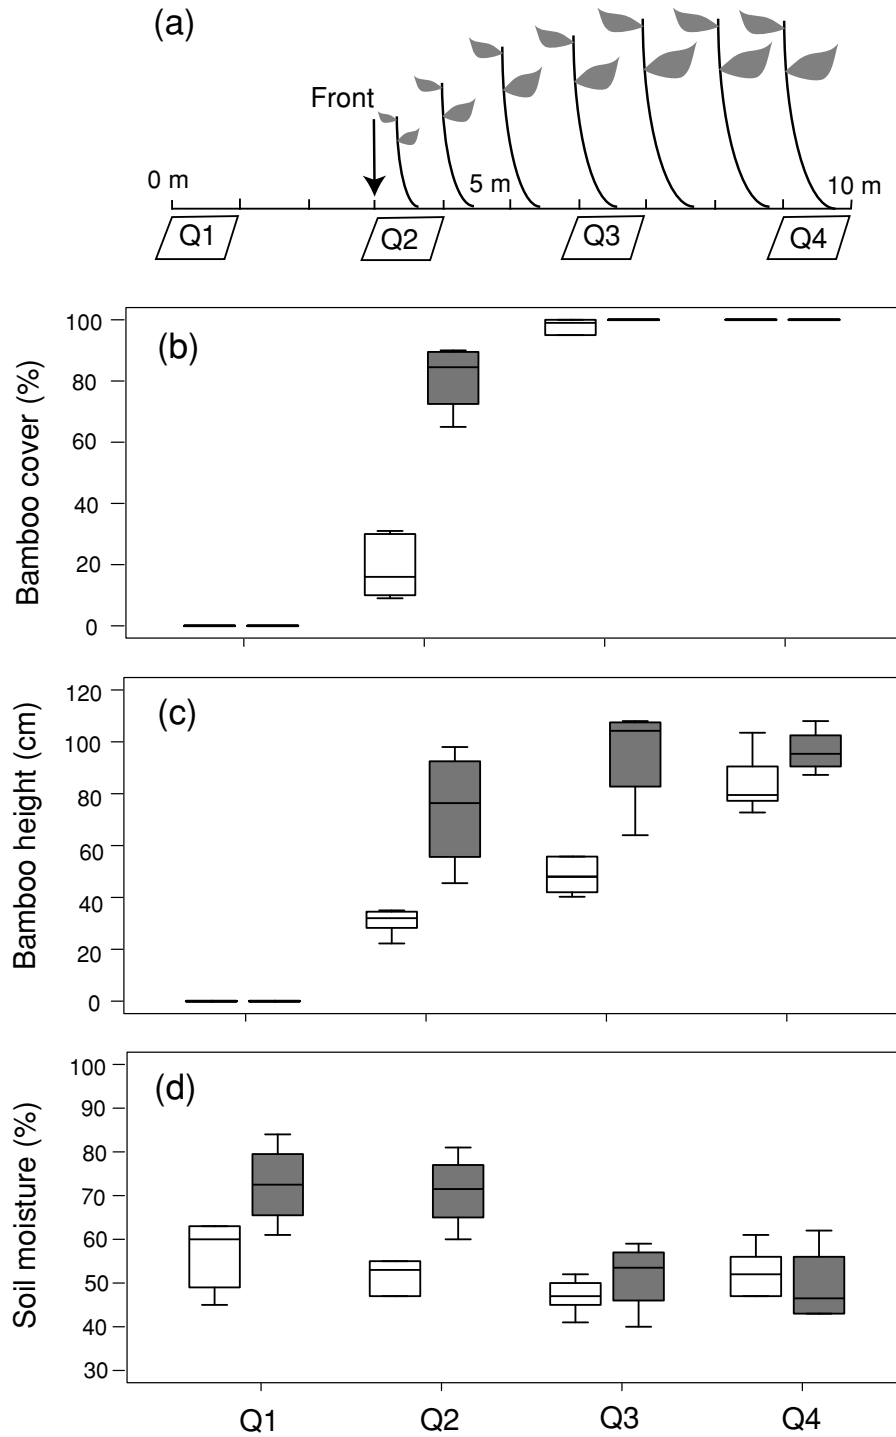 (a)
Front
0 m
5 m
10 m
Q1
Q2
Q3
Q4
(b)
Bamboo cover (%)
100
80
60
40
20
0
(c)
Bamboo height (cm)
120
100
80
60
40
20
0
(d)
Soil moisture (%)
100
90
80
70
60
50
40
30
Q1
Q2
Q3
Q4